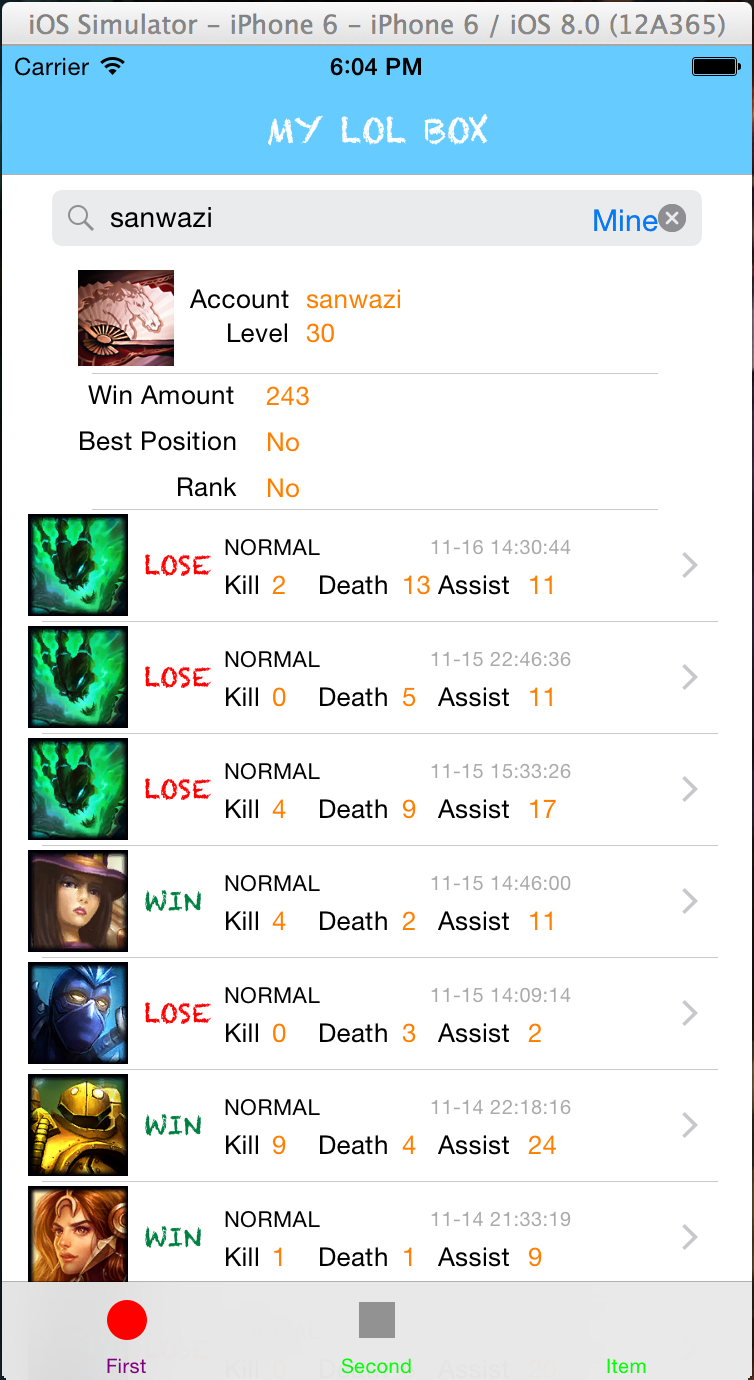 iOS Simulator – iPhone 6 – iPhone 6 / iOS 8.0 (12A365)
Carrier 6:04 PM
MY LOL BOX
sanwazi Mine
Account sanwazi
Level 30
Win Amount 243
Best Position No
Rank No
NORMAL 11-16 14:30:44
LOSE
Kill 2 Death 13 Assist 11
NORMAL 11-15 22:46:36
LOSE
Kill 0 Death 5 Assist 11
NORMAL 11-15 15:33:26
LOSE
Kill 4 Death 9 Assist 17
NORMAL 11-15 14:46:00
WIN
Kill 4 Death 2 Assist 11
NORMAL 11-15 14:09:14
LOSE
Kill 0 Death 3 Assist 2
NORMAL 11-14 22:18:16
WIN
Kill 9 Death 4 Assist 24
NORMAL 11-14 21:33:19
WIN
Kill 1 Death 1 Assist 9
First Second Item